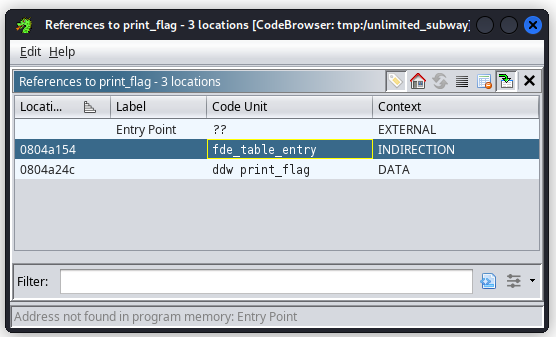 References to print_flag - 3 locations [CodeBrowser: tmp:/unlimited_subway]
Edit Help
References to print_flag - 3 locations
Locati... Label Code Unit Context
Entry Point ?? EXTERNAL
0804a154 fde_table_entry INDIRECTION
0804a24c ddw print_flag DATA
Filter:
Address not found in program memory: Entry Point